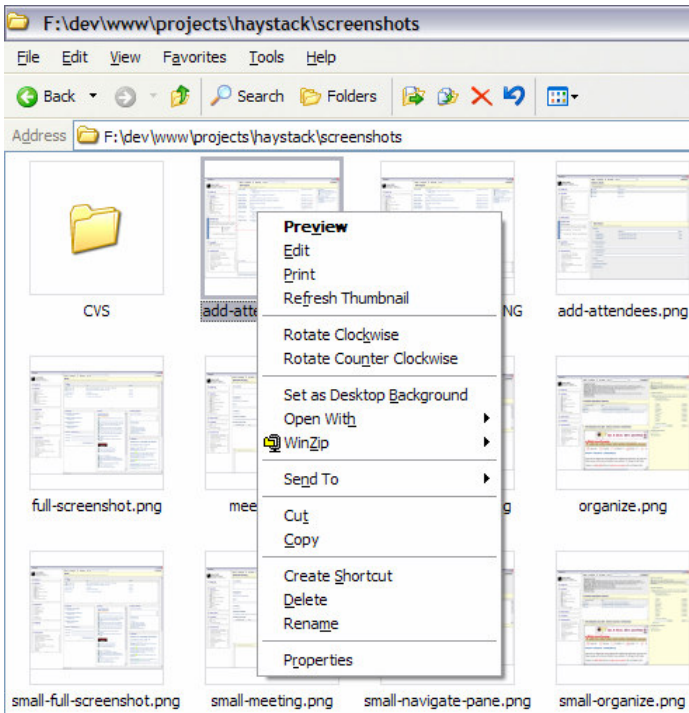 F:\dev\www\projects\haystack\screenshots
File Edit View Favorites Tools Help
Back Search Folders
Address F:\dev\www\projects\haystack\screenshots
CVS
add-atte
NG
add-attendees.png
Preview
Edit
Print
Refresh Thumbnail
Rotate Clockwise
Rotate Counter Clockwise
Set as Desktop Background
Open With
WinZip
Send To
Cut
Copy
Create Shortcut
Delete
Rename
Properties
full-screenshot.png
mee
g
organize.png
small-full-screenshot.png
small-meeting.png
small-navigate-pane.png
small-organize.png